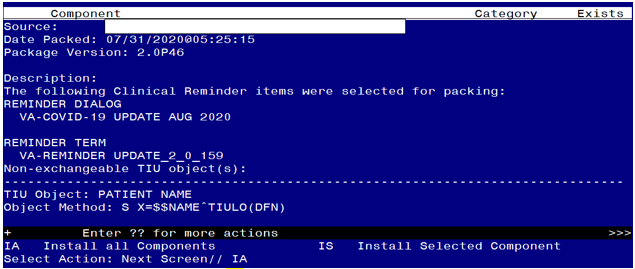 Component Category Exists
Source:
Date Packed: 07/31/2020@05:25:15
Package Version: 2.0P46
Description:
The following Clinical Reminder items were selected for packing:
REMINDER DIALOG
VA-COVID-19 UPDATE AUG 2020
REMINDER TERM
VA-REMINDER UPDATE_2_0_159
Non-exchangeable TIU object(s):
--------------------------------------------------------------------------------
TIU Object: PATIENT NAME
Object Method: S X=$$NAME^TIULO(DFN)
+ Enter ?? for more actions >>>
IA Install all Components IS Install Selected Component
Select Action: Next Screen// IA